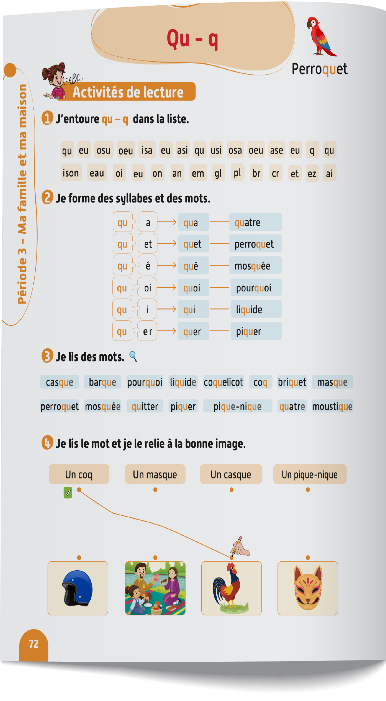 Qu - q
Perroquet
Activités de lecture
Période 3 - Ma famille et ma maison
1 J'entoure qu – q dans la liste.
qu eu osu oeu isa eu asi qu usi osa oeu ase eu q qu
ison eau oi eu on an em gl pl br cr et ez ai
2 Je forme des syllabes et des mots.
qu a qua quatre
qu et quet perroquet
qu é qué mosquée
qu oi quoi pourquoi
qu i qui liquide
qu er quer piquer
3 Je lis des mots.
casque barque pourquoi liquide coquelicot coq briquet masque
perroquet mosquée quitter piquer pique-nique quatre moustique
4 Je lis le mot et je le relie à la bonne image.
Un coq Un masque Un casque Un pique-nique
72